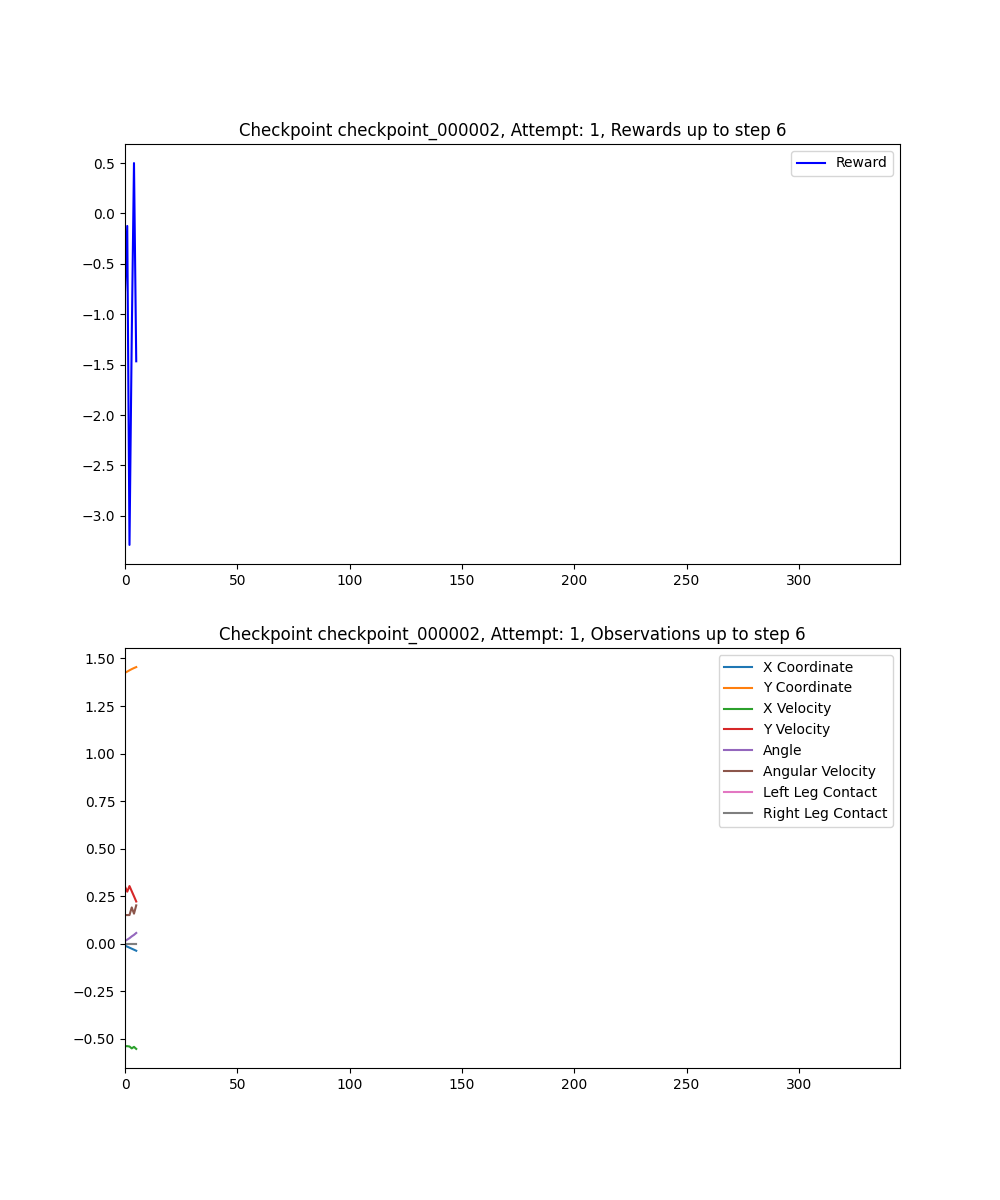 Checkpoint checkpoint_000002, Attempt: 1, Rewards up to step 6
Reward
0.5
0.0
−0.5
−1.0
−1.5
−2.0
−2.5
−3.0
0 50 100 150 200 250 300
Checkpoint checkpoint_000002, Attempt: 1, Observations up to step 6
X Coordinate
Y Coordinate
X Velocity
Y Velocity
Angle
Angular Velocity
Left Leg Contact
Right Leg Contact
1.50
1.25
1.00
0.75
0.50
0.25
0.00
−0.25
−0.50
0 50 100 150 200 250 300